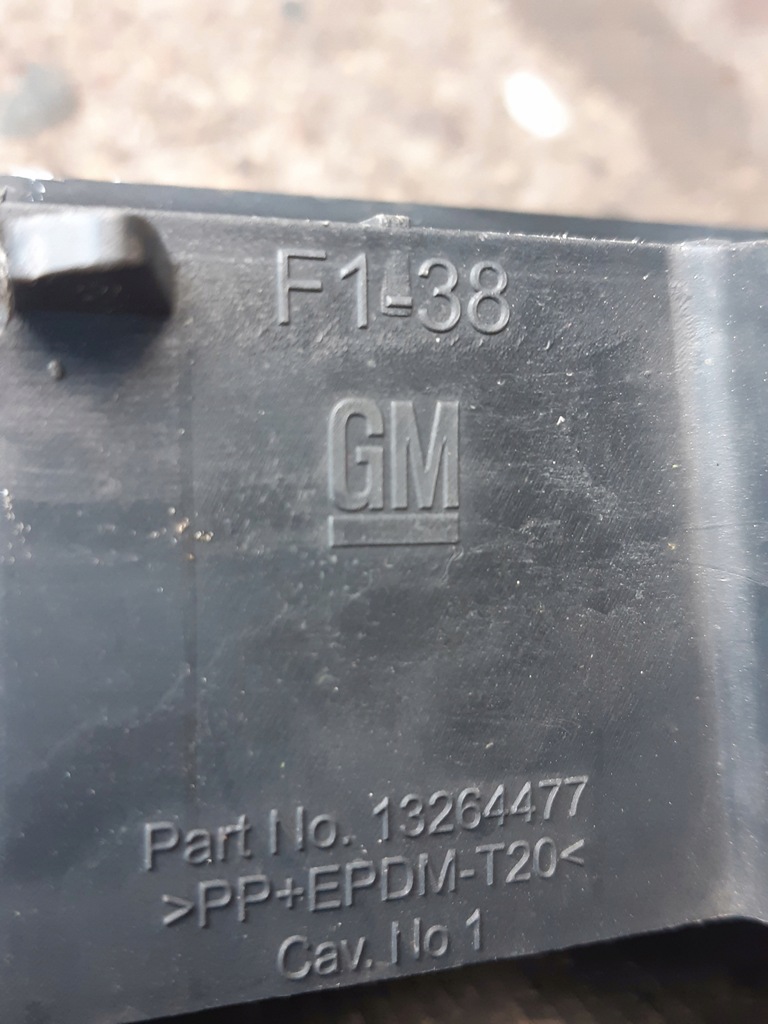 F1-38
GM
Part No. 13264477
>PP+EPDM-T20<
Cav. No 1